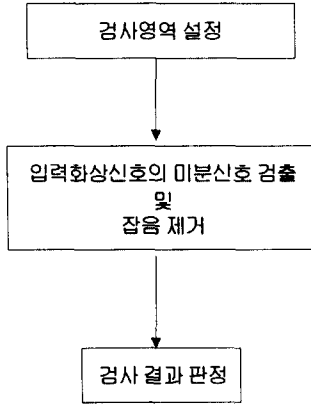 검사영역 설정
입력화상신호의 미분신호 검출
및
잡음 제거
검사 결과 판정